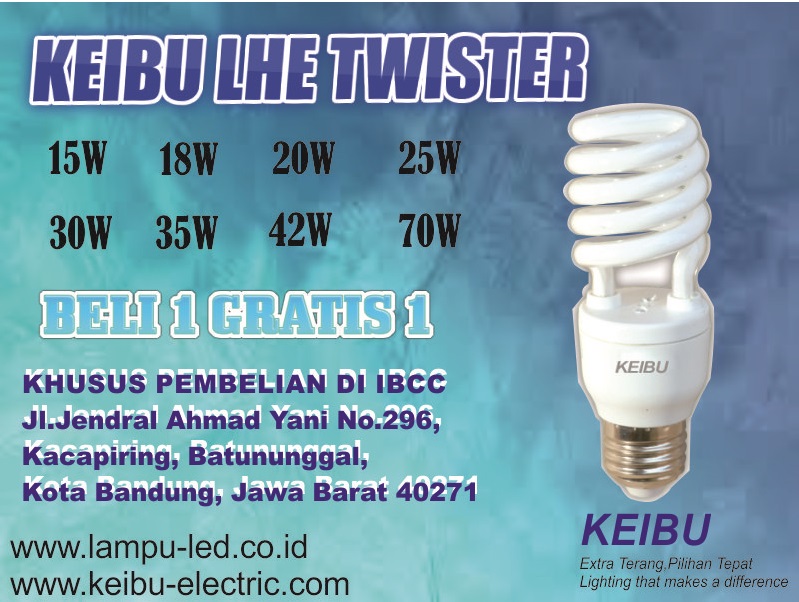 KEIBU LHE TWISTER
15W 18W 20W 25W
30W 35W 42W 70W
BELI 1 GRATIS 1
KHUSUS PEMBELIAN DI IBCC
Jl.Jendral Ahmad Yani No.296,
Kacapiring, Batununggal,
Kota Bandung, Jawa Barat 40271
www.lampu-led.co.id
www.keibu-electric.com
KEIBU
KEIBU
Extra Terang,Pilihan Tepat
Lighting that makes a difference